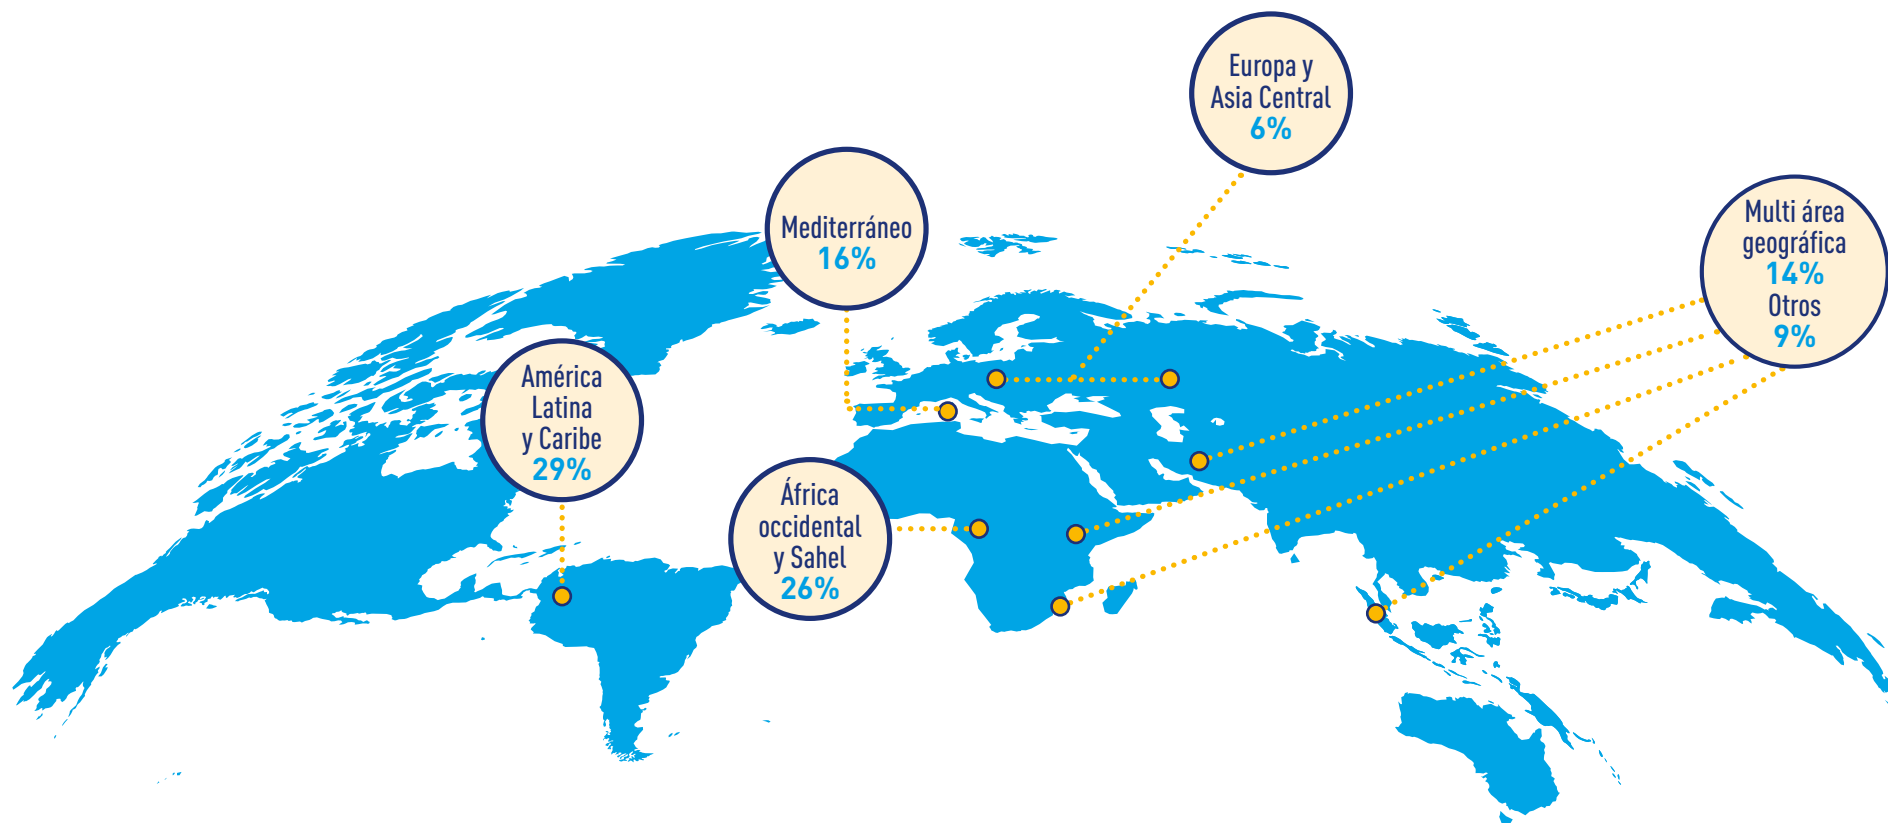 Europa y
Asia Central
6%
Mediterráneo
16%
Multi área
geográfica
14%
Otros
9%
América
Latina
y Caribe
29%
África
occidental
y Sahel
26%